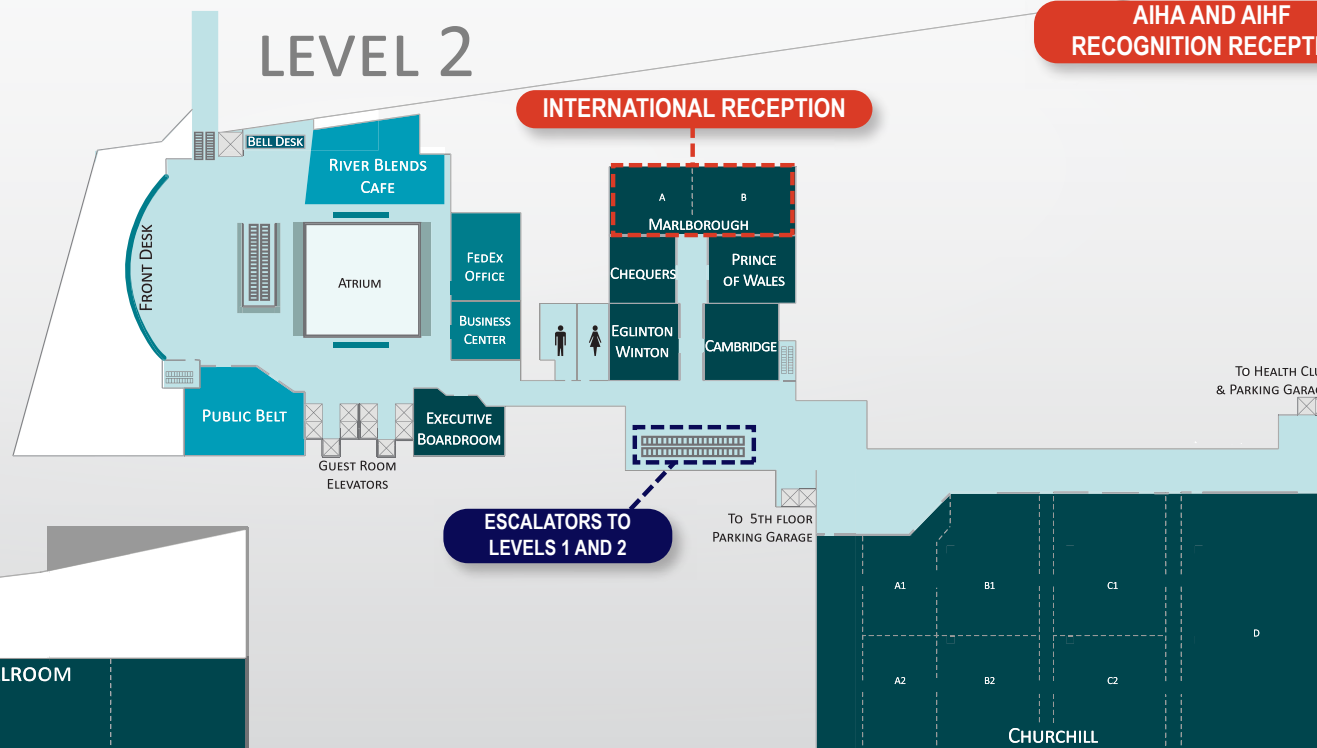 AIHA AND AIHF
RECOGNITION RECEPTI
LEVEL 2
INTERNATIONAL RECEPTION
BELL DESK
RIVER BLENDS
CAFE
A
B
MARLBOROUGH
FRONT DESK
FEDEX
OFFICE
ATRIUM
CHEQUERS
PRINCE
OF WALES
BUSINESS
CENTER
EGLINTON
WINTON
CAMBRIDGE
TO HEALTH CLU
& PARKING GARAG
PUBLIC BELT
EXECUTIVE
BOARDROOM
GUEST ROOM
ELEVATORS
ESCALATORS TO
LEVELS 1 AND 2
TO 5TH FLOOR
PARKING GARAGE
A1
B1
C1
D
A2
B2
C2
LROOM
CHURCHILL